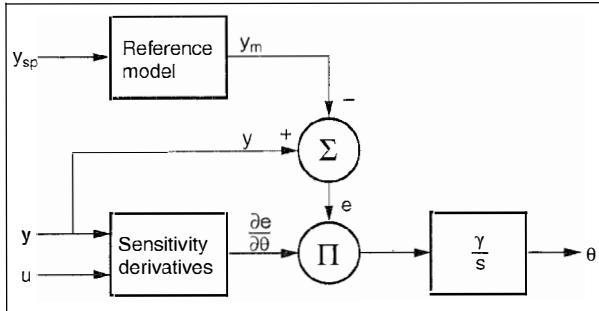 y_sp
Reference
model
y_m
−
y
+
Σ
e
y
u
Sensitivity
derivatives
∂e
∂θ
Π
γ
s
θ